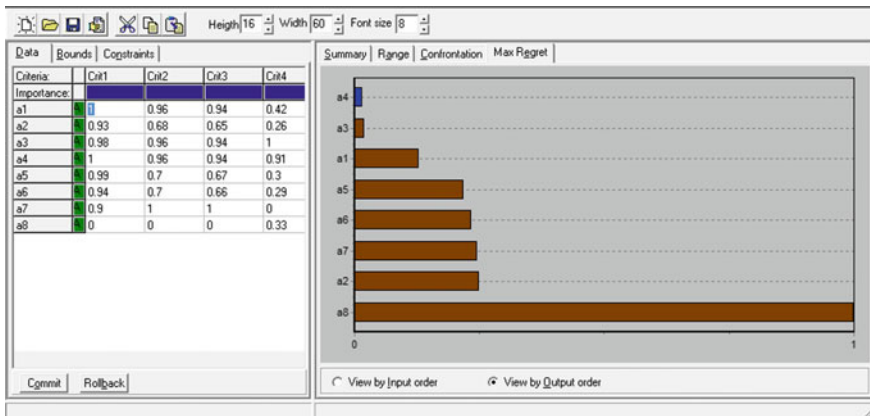 Heigth 16 Width 60 Font size 8
Data Bounds Constraints
Criteria: Crit1 Crit2 Crit3 Crit4
Importance:
a1 1 0.96 0.94 0.42
a2 0.93 0.68 0.65 0.26
a3 0.98 0.96 0.94 1
a4 1 0.96 0.94 0.91
a5 0.99 0.7 0.67 0.3
a6 0.94 0.7 0.66 0.29
a7 0.9 1 1 0
a8 0 0 0 0.33
Commit Rollback
Summary Range Confrontation Max Regret
a4
a3
a1
a5
a6
a7
a2
a8
0 1
View by Input order View by Output order